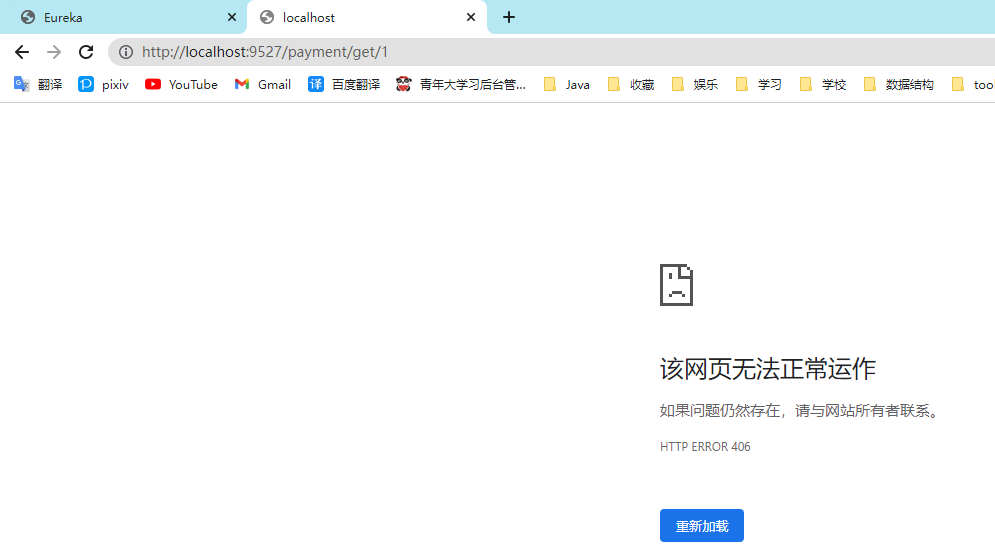 Eureka
localhost
http://localhost:9527/payment/get/1
翻译 pixiv YouTube Gmail 译 百度翻译 青年大学习后台管... Java 收藏 娱乐 学习 学校 数据结构 tool
该网页无法正常运作
如果问题仍然存在，请与网站所有者联系。
HTTP ERROR 406
重新加载